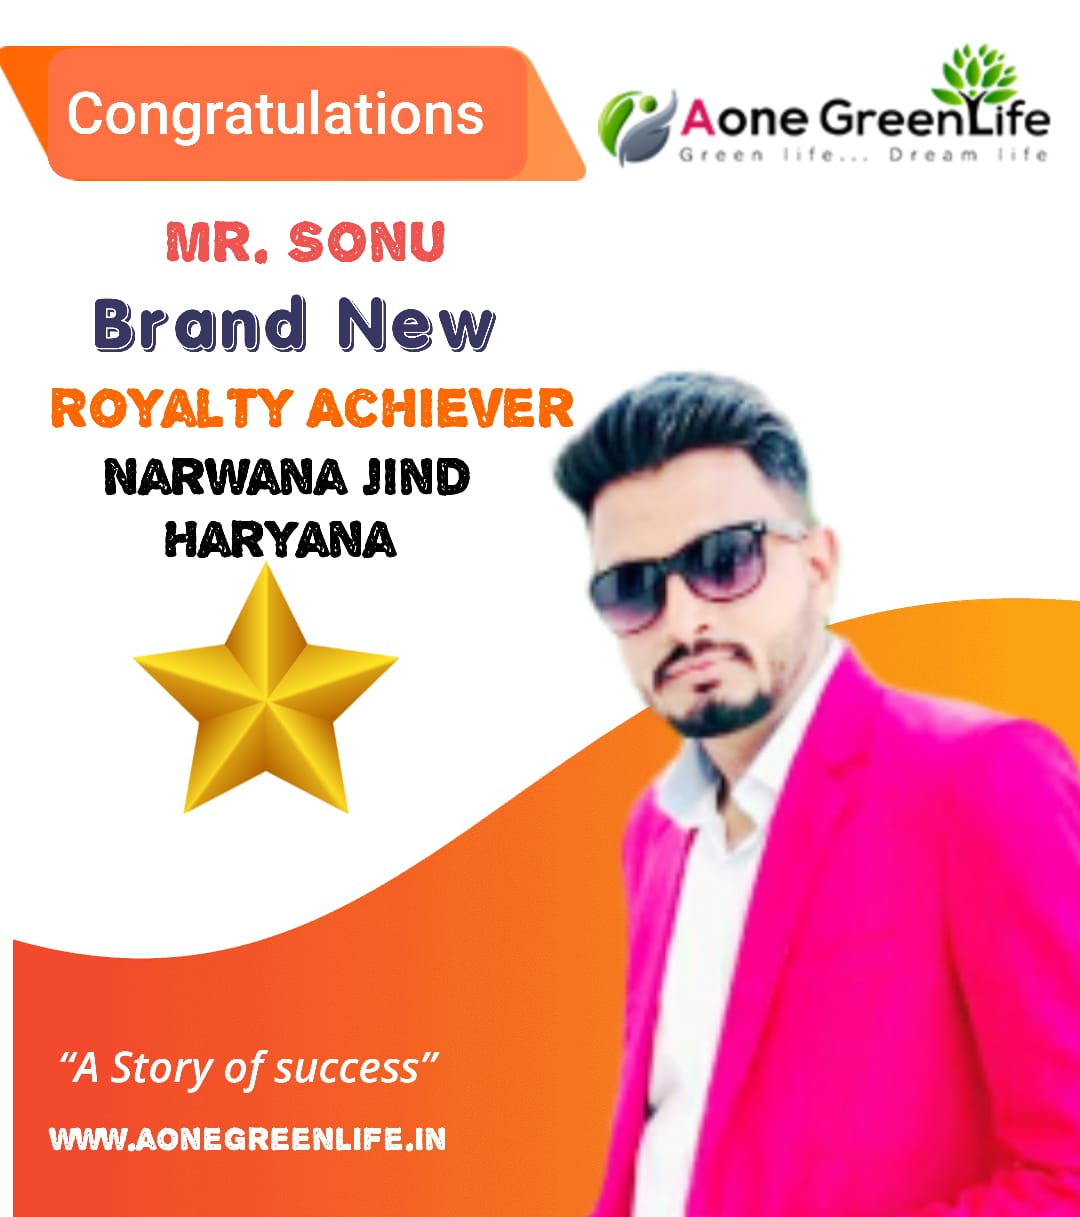 Congratulations
Aone GreenLife
Green life... Dream life
MR. SONU
Brand New
ROYALTY ACHIEVER
NARWANA JIND
HARYANA
“A Story of success”
WWW.AONEGREENLIFE.IN